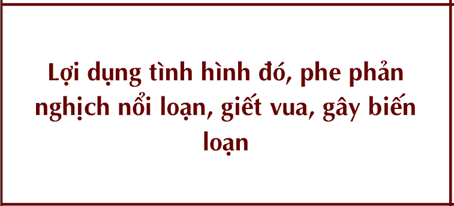 Lợi dụng tình hình đó, phe phản
nghịch nổi loạn, giết vua, gây biến
loạn